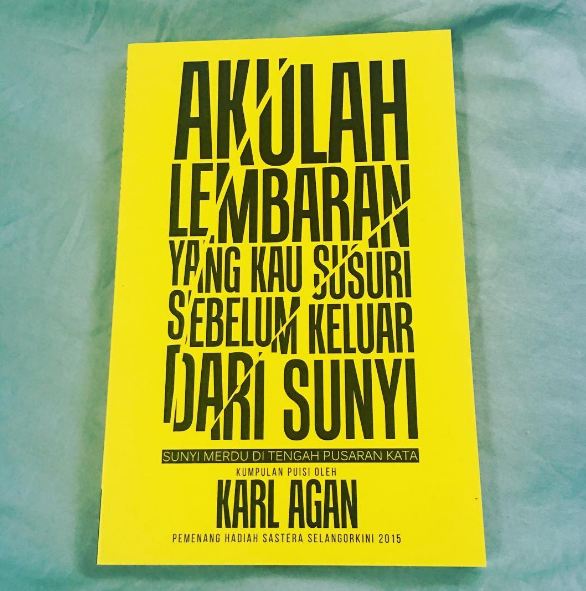 AKULAH
LEMBARAN
YANG KAU SUSURI
SEBELUM KELUAR
DARI SUNYI
SUNYI MERDU DI TENGAH PUSARAN KATA
KUMPULAN PUISI OLEH
KARL AGAN
PEMENANG HADIAH SASTERA SELANGORKINI 2015